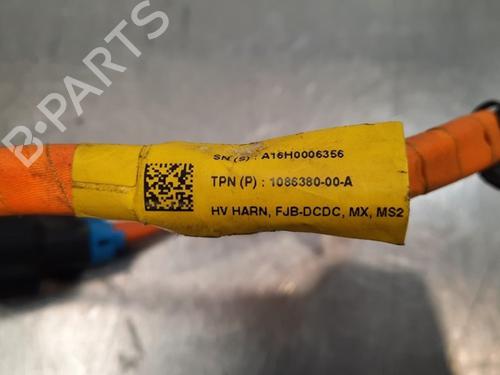 SN (S) : A16H0006356
TPN (P) : 1086380-00-A
HV HARN, FJB-DCDC, MX, MS2
B-PARTS